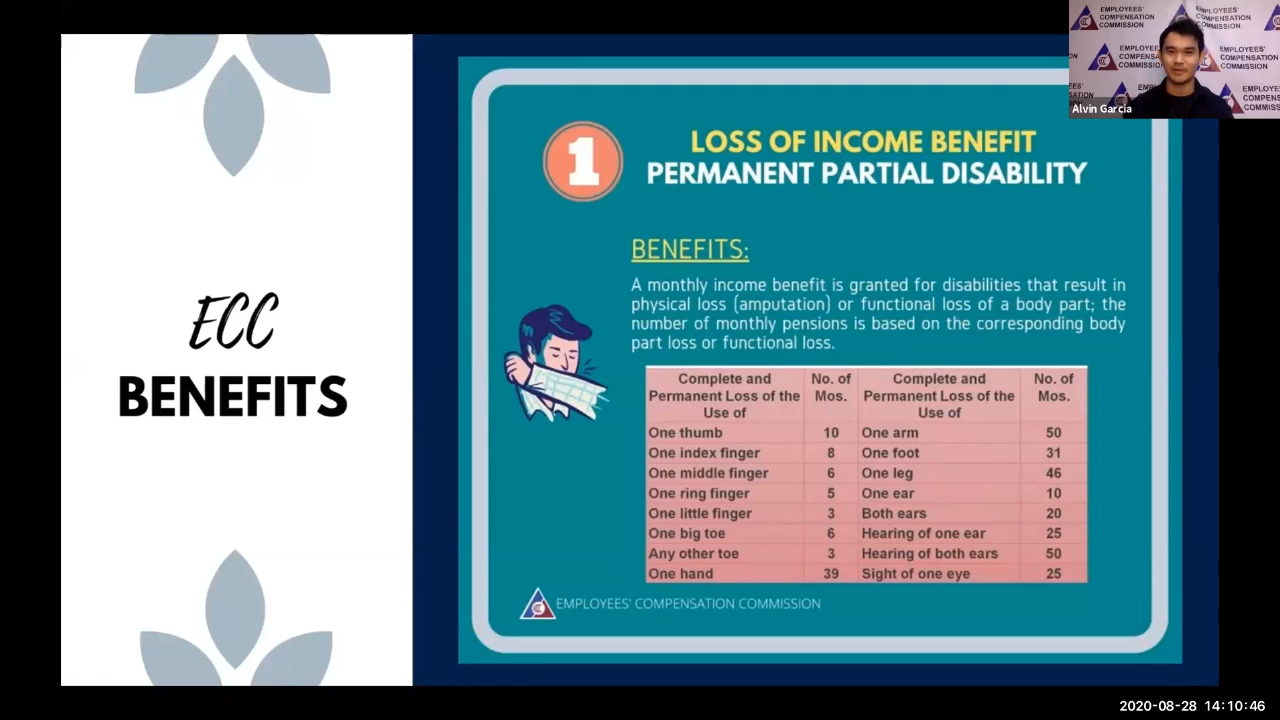 ECC
BENEFITS
1
LOSS OF INCOME BENEFIT
PERMANENT PARTIAL DISABILITY
BENEFITS:
A monthly income benefit is granted for disabilities that result in
physical loss (amputation) or functional loss of a body part; the
number of monthly pensions is based on the corresponding body
part loss or functional loss.
Complete and Permanent Loss of the Use of No. of Mos. Complete and Permanent Loss of the Use of No. of Mos.
One thumb 10 One arm 50
One index finger 8 One foot 31
One middle finger 6 One leg 46
One ring finger 5 One ear 10
One little finger 3 Both ears 20
One big toe 6 Hearing of one ear 25
Any other toe 3 Hearing of both ears 50
One hand 39 Sight of one eye 25
EMPLOYEES' COMPENSATION COMMISSION
EMPLOYEES'
COMPENSATION
COMMISSION
Alvin Garcia
2020-08-28 14:10:46